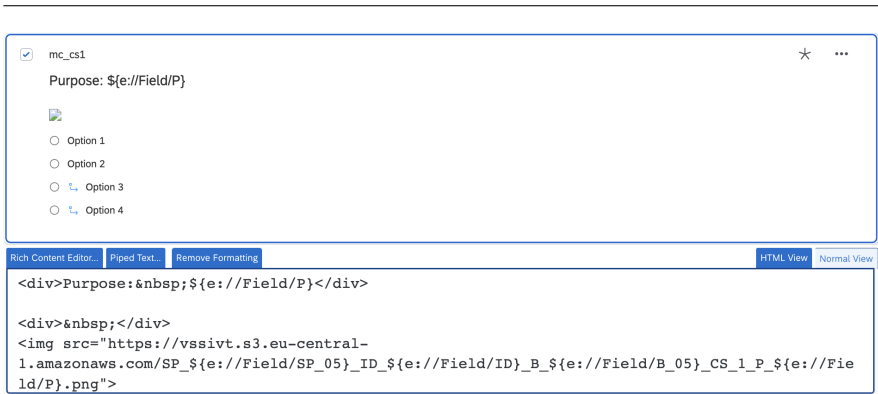 mc_cs1
Purpose: ${e://Field/P}
Option 1
Option 2
Option 3
Option 4
Rich Content Editor... Piped Text... Remove Formatting HTML View Normal View
<div>Purpose:&nbsp;${e://Field/P}</div>
<div>&nbsp;</div>
<img src="https://vssivt.s3.eu-central-
1.amazonaws.com/SP_${e://Field/SP_05}_ID_${e://Field/ID}_B_${e://Field/B_05}_CS_1_P_${e://Fie
ld/P}.png">